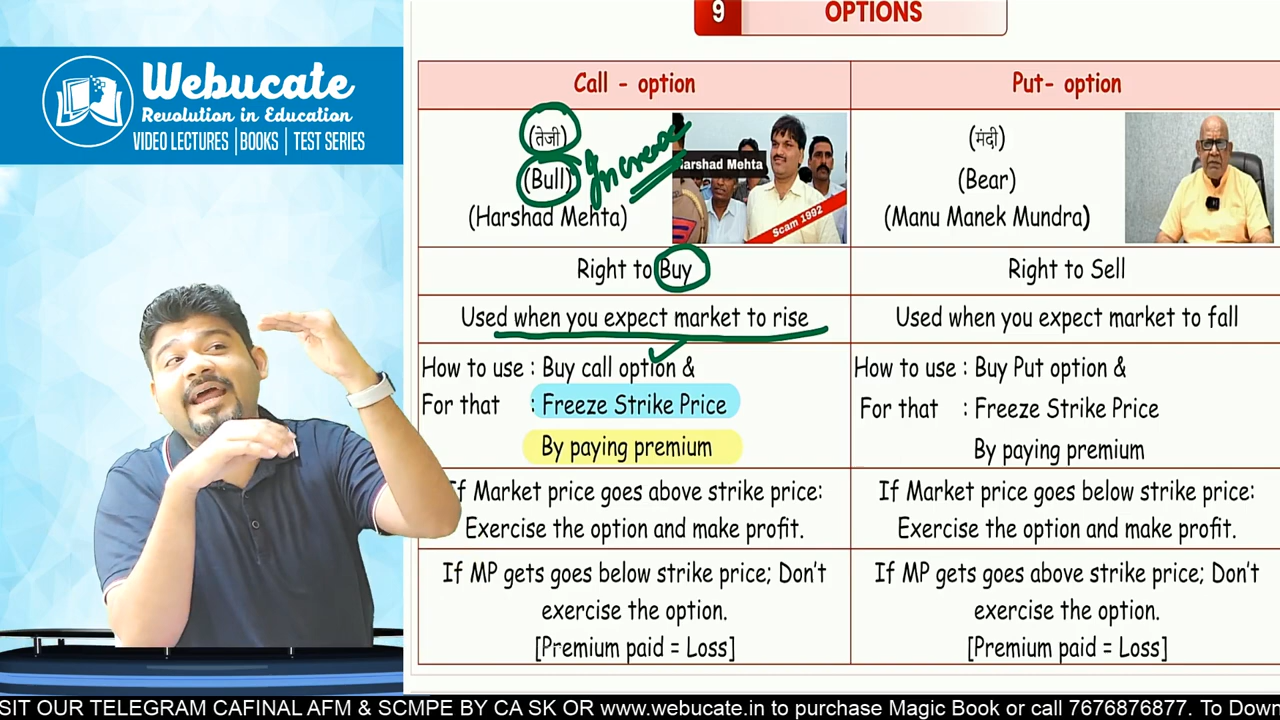 Webucate
Revolution in Education
VIDEO LECTURES | BOOKS | TEST SERIES
9 OPTIONS
Call - option
Put- option
(तेजी)
(Bull)
Increase
(Harshad Mehta)
Harshad Mehta
Scam 1992
(मंदी)
(Bear)
(Manu Manek Mundra)
Right to Buy
Right to Sell
Used when you expect market to rise
Used when you expect market to fall
How to use : Buy call option &
For that : Freeze Strike Price
By paying premium
How to use : Buy Put option &
For that : Freeze Strike Price
By paying premium
If Market price goes above strike price:
Exercise the option and make profit.
If Market price goes below strike price:
Exercise the option and make profit.
If MP gets goes below strike price; Don't
exercise the option.
[Premium paid = Loss]
If MP gets goes above strike price; Don't
exercise the option.
[Premium paid = Loss]
SIT OUR TELEGRAM CAFINAL AFM & SCMPE BY CA SK OR www.webucate.in to purchase Magic Book or call 7676876877. To Down